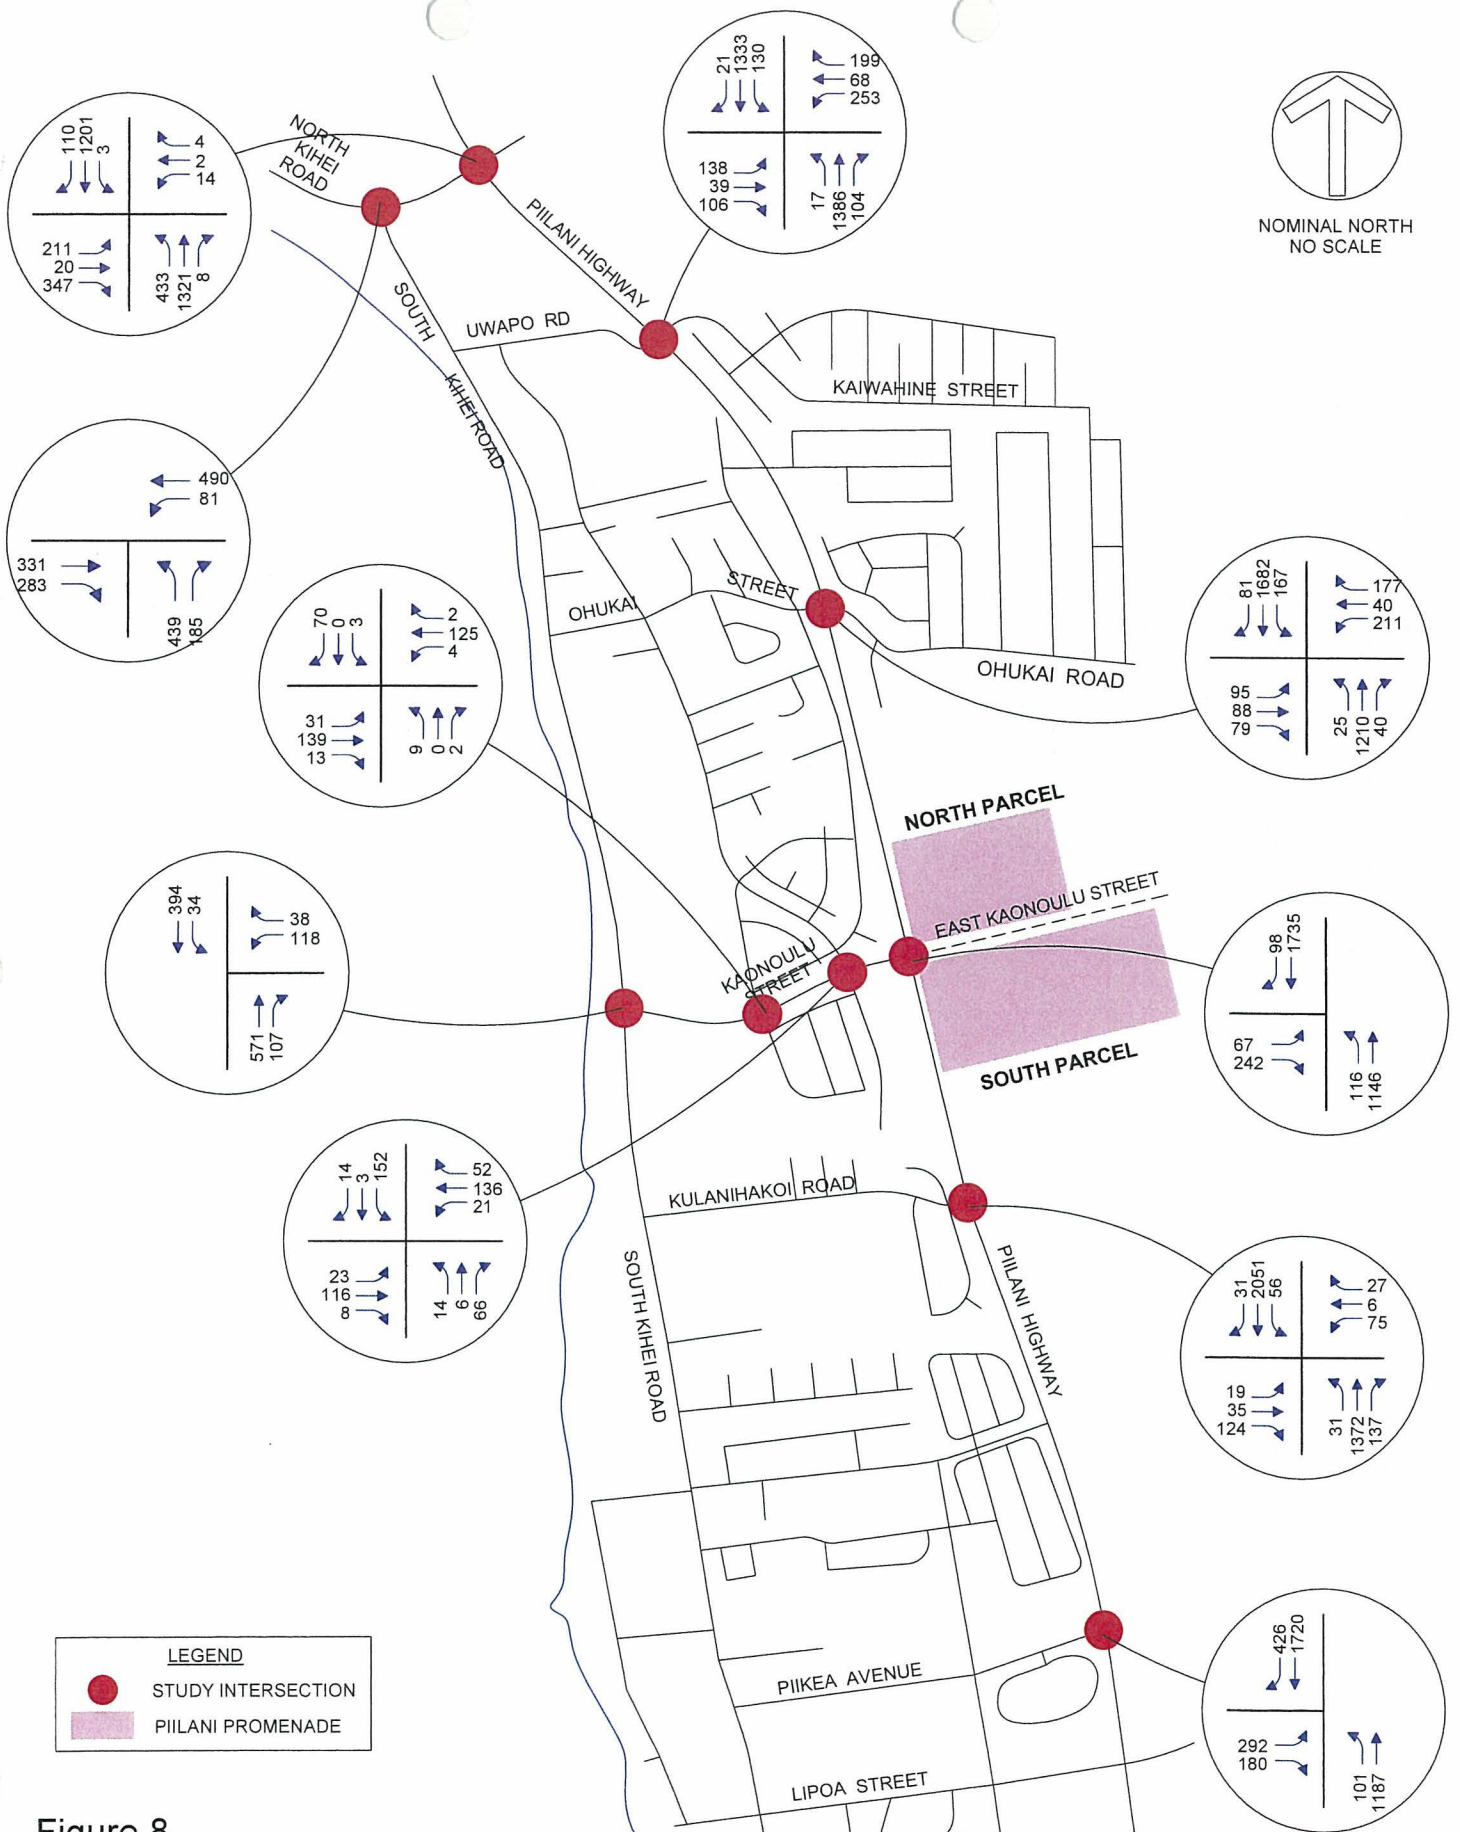 21 1333 130
199
68
253
138
39
106
17 1386 104
110 1201 3
4
2
14
211
20
347
433 1321 8
NORTH
KIHEI
ROAD
PIILANI HIGHWAY
NOMINAL NORTH
NO SCALE
SOUTH
KIHEI ROAD
UWAPO RD
KAIWAHINE STREET
490
81
331
283
439 185
OHUKAI
STREET
OHUKAI ROAD
81 1682 167
177
40
211
95
88
79
25 1210 40
70 0 3
2
125
4
31
139
13
9 0 2
NORTH PARCEL
EAST KAONOULU STREET
SOUTH PARCEL
KAONOULU
STREET
394 34
38
118
571 107
98 1735
67
242
116 1146
14 3 152
52
136
21
23
116
8
14 6 66
KULANIHAKOI ROAD
SOUTH KIHEI ROAD
PIILANI HIGHWAY
31 2051 56
27
6
75
19
35
124
31 1372 137
426 1720
292
180
101 1187
PIIKEA AVENUE
LIPOA STREET
LEGEND
STUDY INTERSECTION
PIILANI PROMENADE
Figure 8